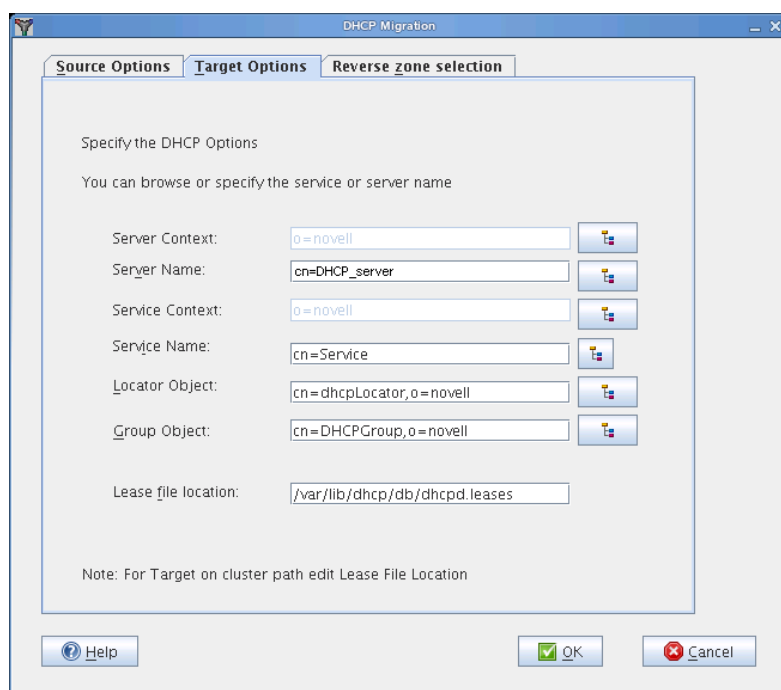 DHCP Migration
Source Options Target Options Reverse zone selection
Specify the DHCP Options
You can browse or specify the service or server name
Server Context: o=novell
Server Name: cn=DHCP_server
Service Context: o=novell
Service Name: cn=Service
Locator Object: cn=dhcpLocator,o=novell
Group Object: cn=DHCPGroup,o=novell
Lease file location: /var/lib/dhcp/db/dhcpd.leases
Note: For Target on cluster path edit Lease File Location
Help OK Cancel